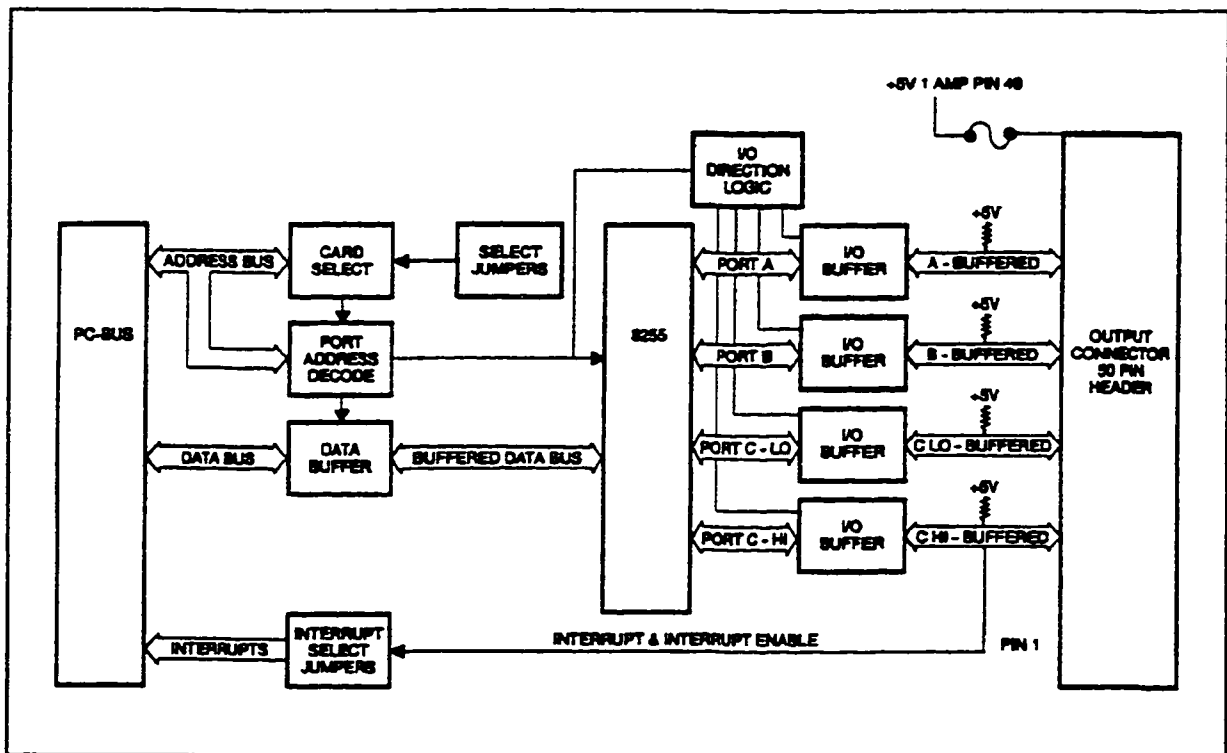 +5V 1 AMP PIN 49
I/O
DIRECTION
LOGIC
PC-BUS
ADDRESS BUS
CARD
SELECT
SELECT
JUMPERS
PORT
ADDRESS
DECODE
DATA BUS
DATA
BUFFER
BUFFERED DATA BUS
8255
PORT A
I/O
BUFFER
+5V
A - BUFFERED
PORT B
I/O
BUFFER
+5V
B - BUFFERED
PORT C - LO
I/O
BUFFER
+5V
C LO - BUFFERED
PORT C - HI
I/O
BUFFER
+5V
C HI - BUFFERED
OUTPUT
CONNECTOR
50 PIN
HEADER
INTERRUPTS
INTERRUPT
SELECT
JUMPERS
INTERRUPT & INTERRUPT ENABLE
PIN 1